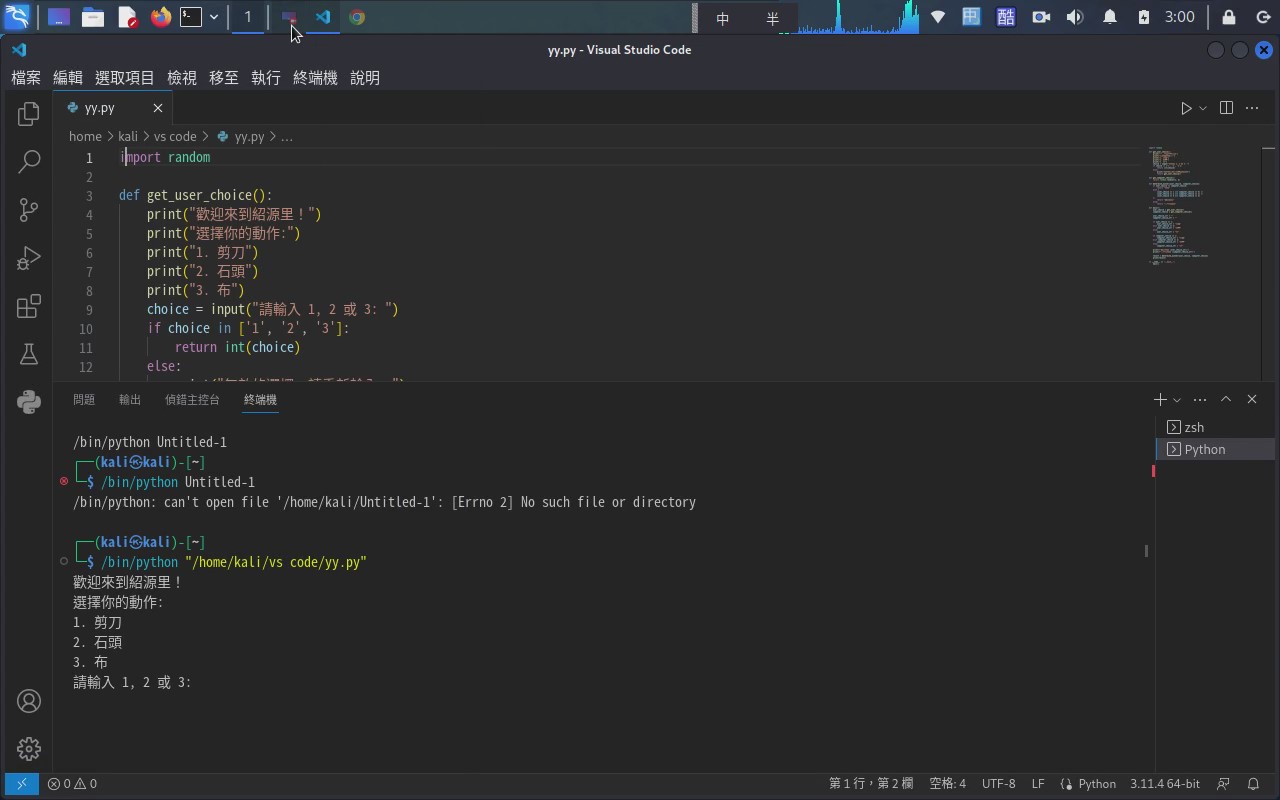 1
中 半
中 酷 3:00
yy.py - Visual Studio Code
檔案 編輯 選取項目 檢視 移至 執行 終端機 說明
yy.py
home > kali > vs code > yy.py > ...
1 import random
2
3 def get_user_choice():
4 print("歡迎來到紹源里！")
5 print("選擇你的動作:")
6 print("1. 剪刀")
7 print("2. 石頭")
8 print("3. 布")
9 choice = input("請輸入 1, 2 或 3: ")
10 if choice in ['1', '2', '3']:
11 return int(choice)
12 else:
問題 輸出 偵錯主控台 終端機
zsh
Python
/bin/python Untitled-1
┌──(kali㉿kali)-[~]
└─$ /bin/python Untitled-1
/bin/python: can't open file '/home/kali/Untitled-1': [Errno 2] No such file or directory
┌──(kali㉿kali)-[~]
└─$ /bin/python "/home/kali/vs code/yy.py"
歡迎來到紹源里！
選擇你的動作:
1. 剪刀
2. 石頭
3. 布
請輸入 1, 2 或 3:
0 0 第 1 行，第 2 欄 空格: 4 UTF-8 LF Python 3.11.4 64-bit